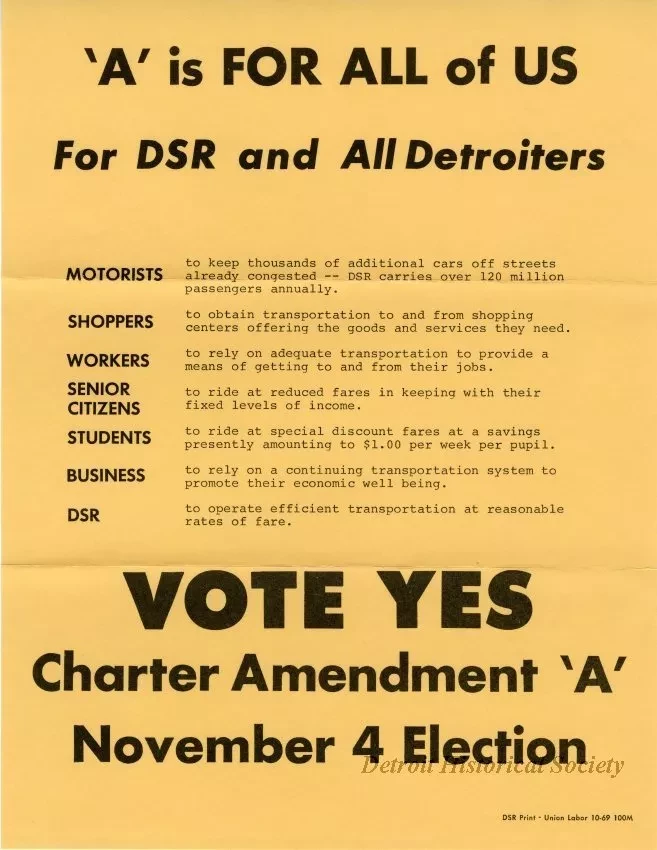 'A' is FOR ALL of US
For DSR and All Detroiters
MOTORISTS to keep thousands of additional cars off streets
already congested -- DSR carries over 120 million
passengers annually.
SHOPPERS to obtain transportation to and from shopping
centers offering the goods and services they need.
WORKERS to rely on adequate transportation to provide a
means of getting to and from their jobs.
SENIOR
CITIZENS
to ride at reduced fares in keeping with their
fixed levels of income.
STUDENTS to ride at special discount fares at a savings
presently amounting to $1.00 per week per pupil.
BUSINESS to rely on a continuing transportation system to
promote their economic well being.
DSR to operate efficient transportation at reasonable
rates of fare.
VOTE YES
Charter Amendment 'A'
November 4 Election
Detroit Historical Society
DSR Print - Union Labor 10-69 100M